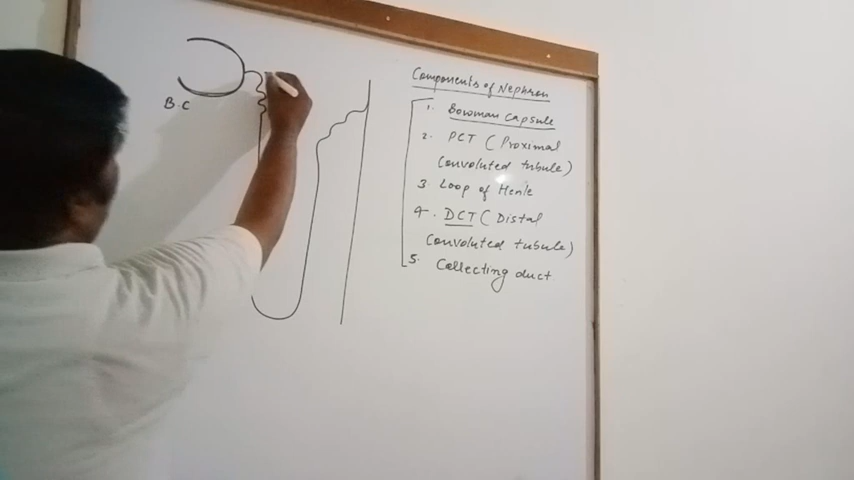 B.C
Components of Nephron
1. Bowman Capsule
2. PCT (Proximal
Convoluted tubule)
3. Loop of Henle
4. DCT (Distal
Convoluted tubule)
5. Collecting duct